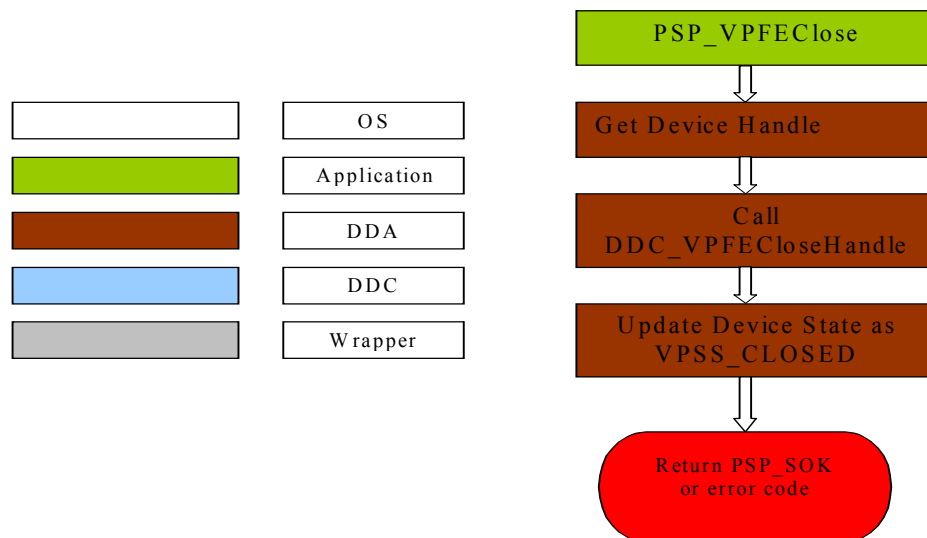 OS
Application
DDA
DDC
Wrapper
PSP_VPFEClose
Get Device Handle
Call
DDC_VPFECloseHandle
Update Device State as
VPSS_CLOSED
Return PSP_SOK
or error code